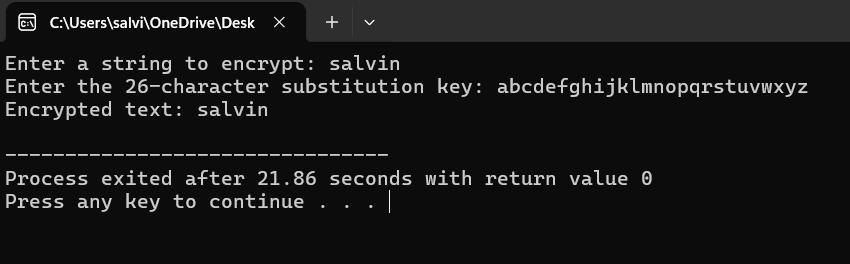 C:\Users\salvi\OneDrive\Desk
Enter a string to encrypt: salvin
Enter the 26-character substitution key: abcdefghijklmnopqrstuvwxyz
Encrypted text: salvin
--------------------------------
Process exited after 21.86 seconds with return value 0
Press any key to continue . . .